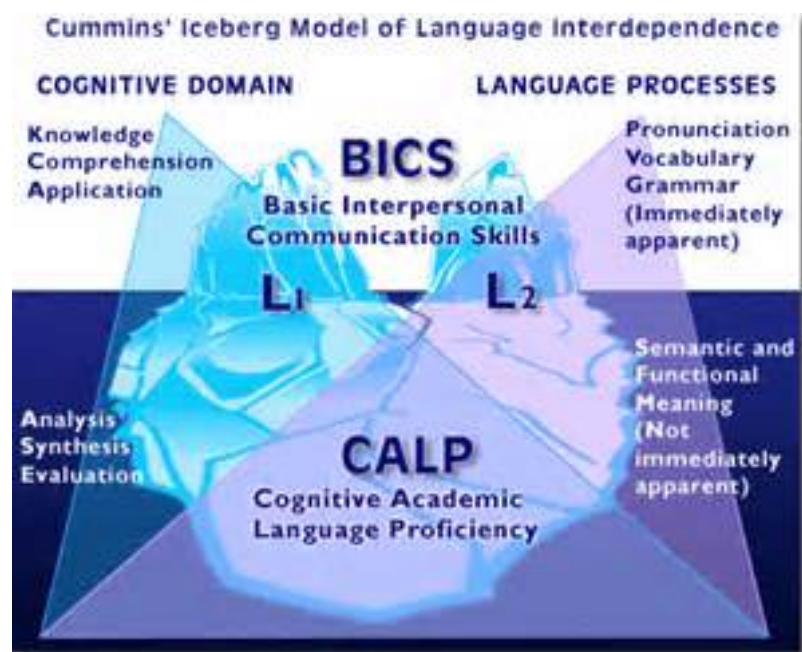 Cummins' Iceberg Model of Language Interdependence
COGNITIVE DOMAIN
LANGUAGE PROCESSES
Knowledge
Comprehension
Application
BICS
Basic Interpersonal
Communication Skills
Pronunciation
Vocabulary
Grammar
(Immediately
apparent)
L1
L2
Analysis
Synthesis
Evaluation
CALP
Cognitive Academic
Language Proficiency
Semantic and
Functional
Meaning
(Not
immediately
apparent)